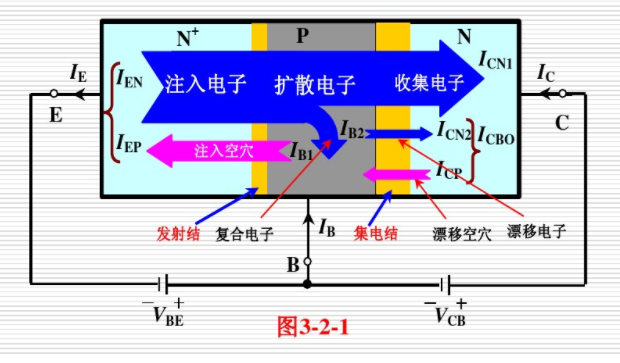 N+ P N
IE IEN 注入电子 扩散电子 收集电子 ICN1 IC
E C
IEP 注入空穴 IB1 IB2 ICN2 ICBO
ICP
发射结 复合电子 IB 集电结 漂移空穴 漂移电子
B
− + − +
VBE VCB
图3-2-1